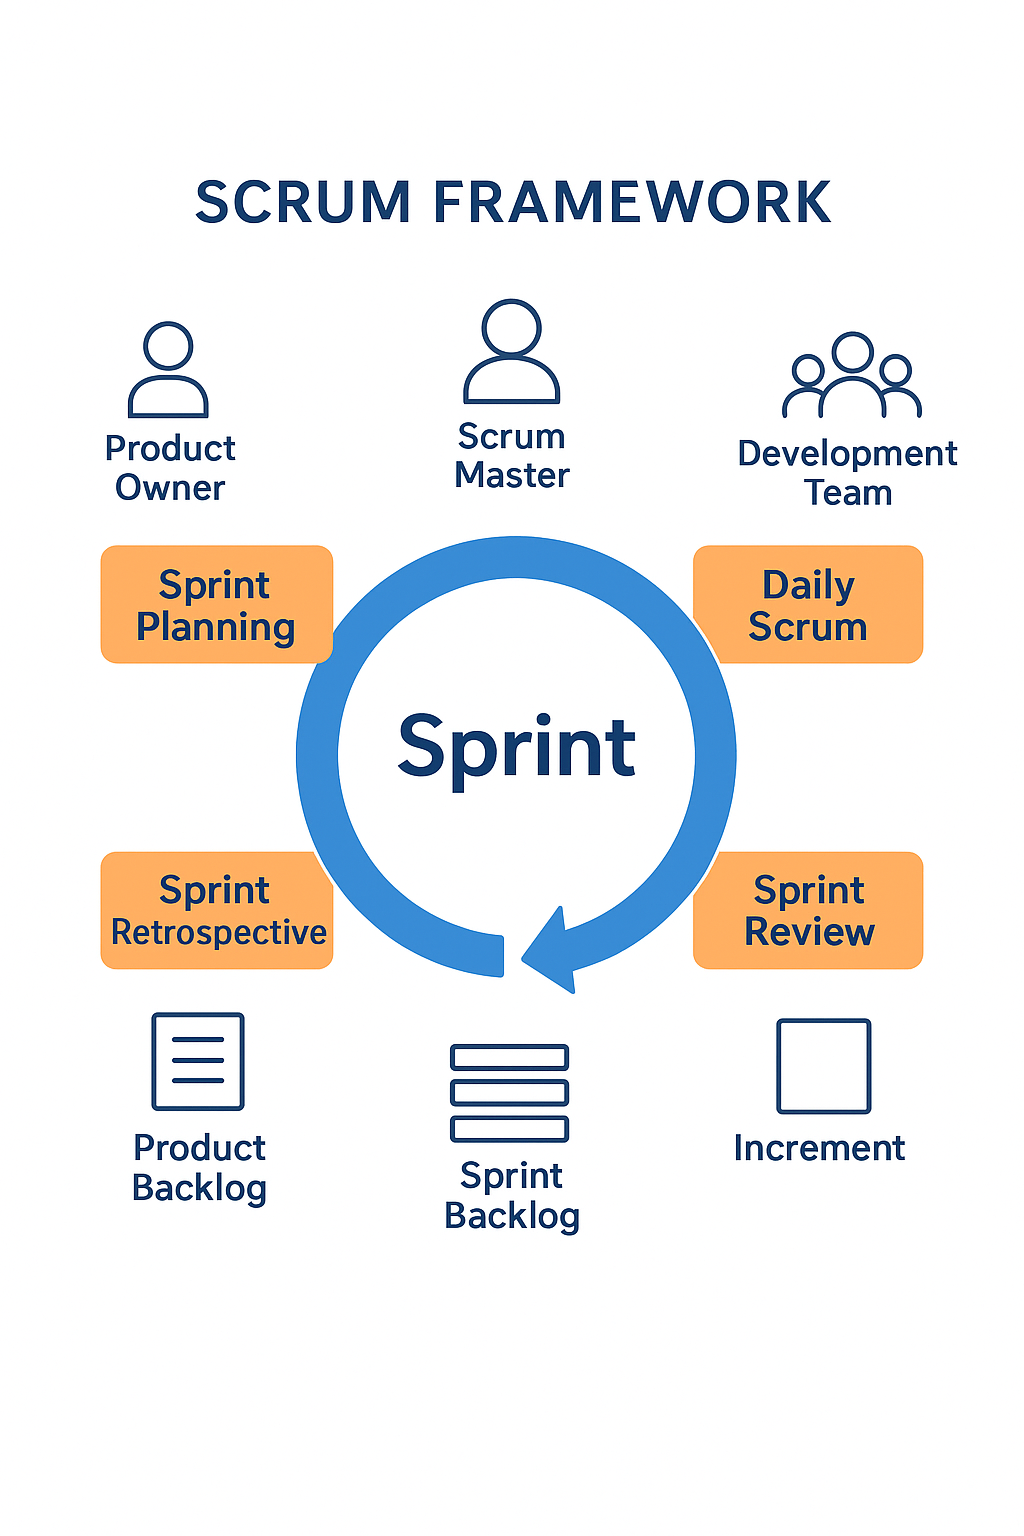 SCRUM FRAMEWORK
Product
Owner
Scrum
Master
Development
Team
Sprint
Planning
Daily
Scrum
Sprint
Sprint
Retrospective
Sprint
Review
Product
Backlog
Sprint
Backlog
Increment